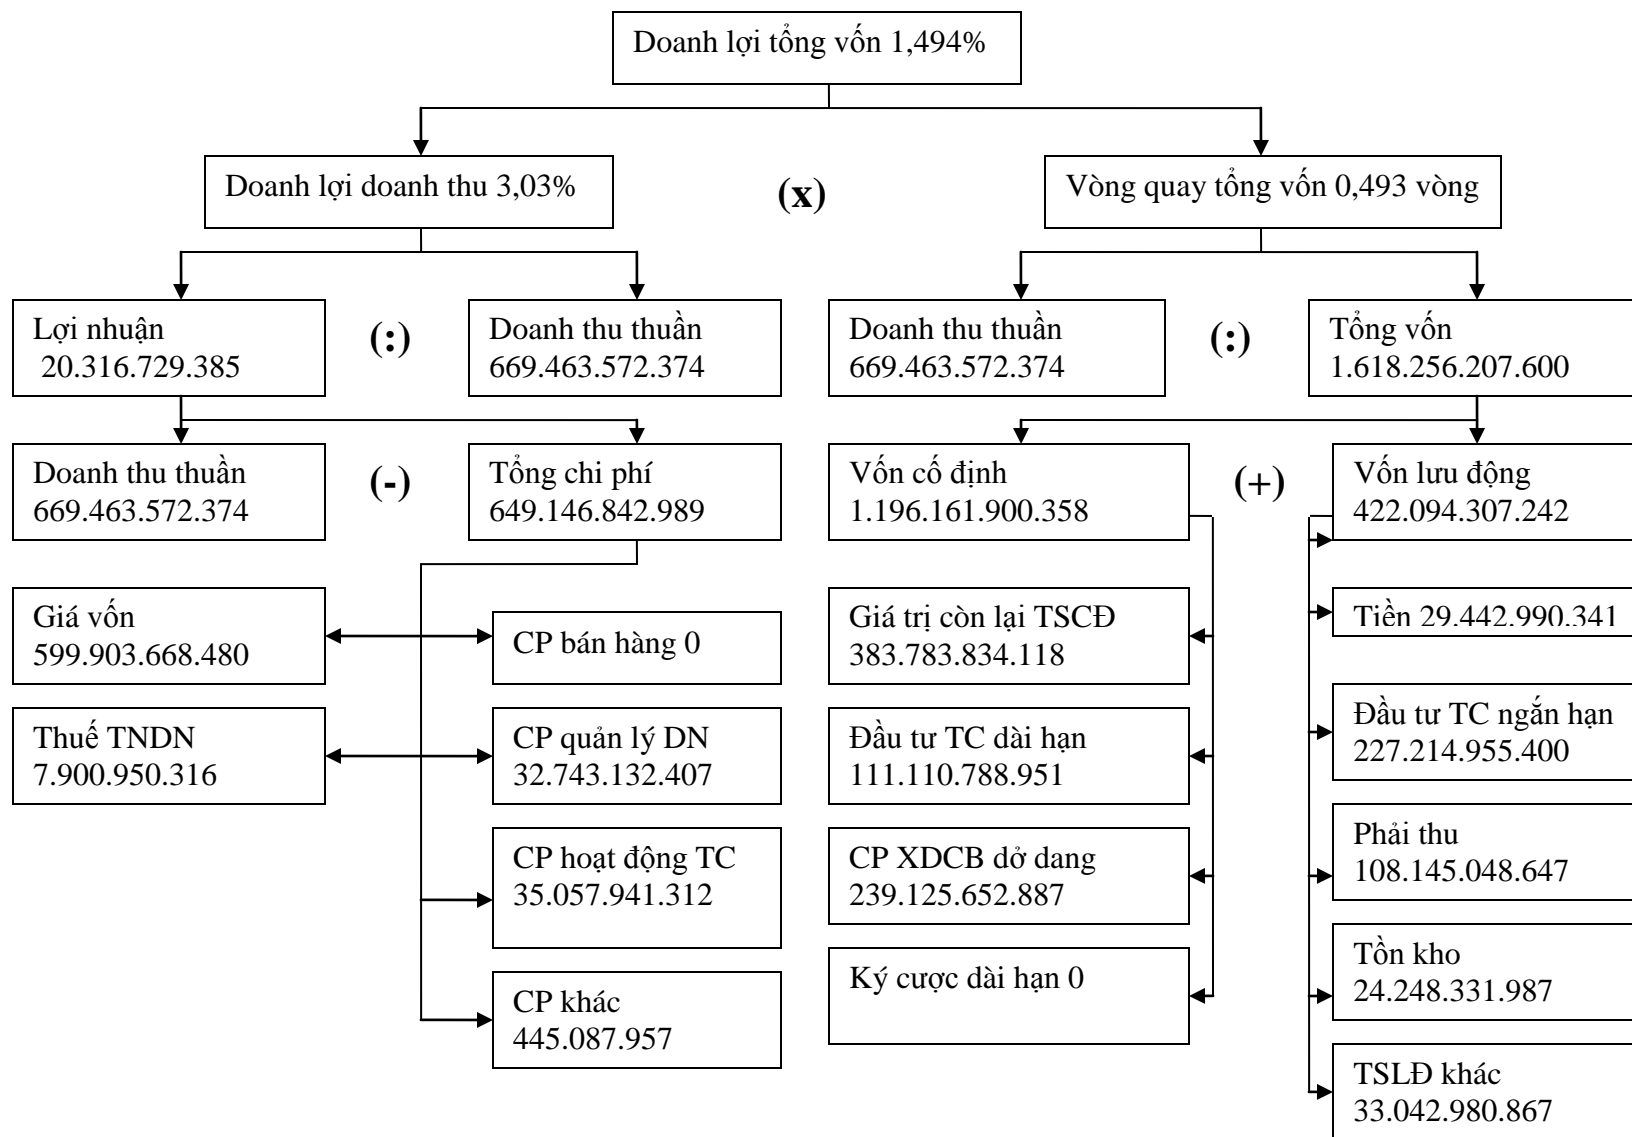 Doanh lợi tổng vốn 1,494%
Doanh lợi doanh thu 3,03%
(x)
Vòng quay tổng vốn 0,493 vòng
Lợi nhuận
20.316.729.385
(:)
Doanh thu thuần
669.463.572.374
Doanh thu thuần
669.463.572.374
(:)
Tổng vốn
1.618.256.207.600
Doanh thu thuần
669.463.572.374
(-)
Tổng chi phí
649.146.842.989
Vốn cố định
1.196.161.900.358
(+)
Vốn lưu động
422.094.307.242
Giá vốn
599.903.668.480
CP bán hàng 0
Giá trị còn lại TSCĐ
383.783.834.118
Tiền 29.442.990.341
Thuế TNDN
7.900.950.316
CP quản lý DN
32.743.132.407
Đầu tư TC dài hạn
111.110.788.951
Đầu tư TC ngắn hạn
227.214.955.400
CP hoạt động TC
35.057.941.312
CP XDCB dở dang
239.125.652.887
Phải thu
108.145.048.647
CP khác
445.087.957
Ký cược dài hạn 0
Tồn kho
24.248.331.987
TSLĐ khác
33.042.980.867